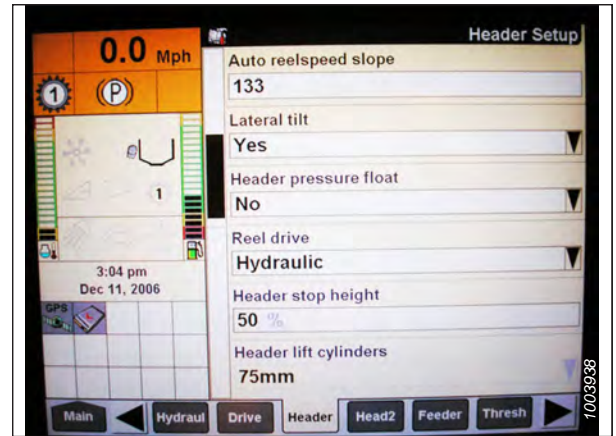 Header Setup
0.0 Mph
1
(P)
1
3:04 pm
Dec 11, 2006
GPS
Auto reelspeed slope
133
Lateral tilt
Yes
Header pressure float
No
Reel drive
Hydraulic
Header stop height
50 %
Header lift cylinders
75mm
Main Hydraul Drive Header Head2 Feeder Thresh
1003938